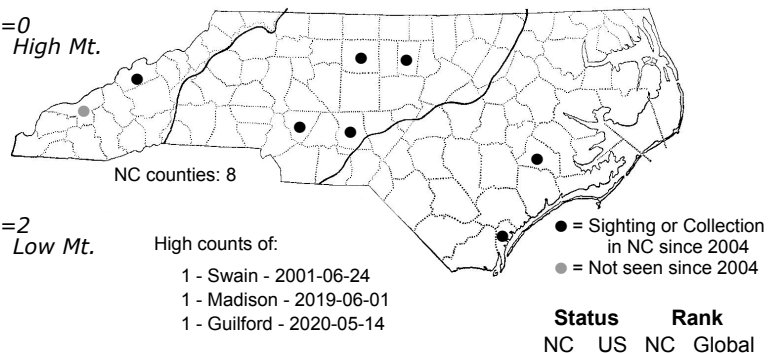 =0
High Mt.
NC counties: 8
=2
Low Mt.
High counts of:
1 - Swain - 2001-06-24
1 - Madison - 2019-06-01
1 - Guilford - 2020-05-14
= Sighting or Collection
in NC since 2004
= Not seen since 2004
Status Rank
NC US NC Global